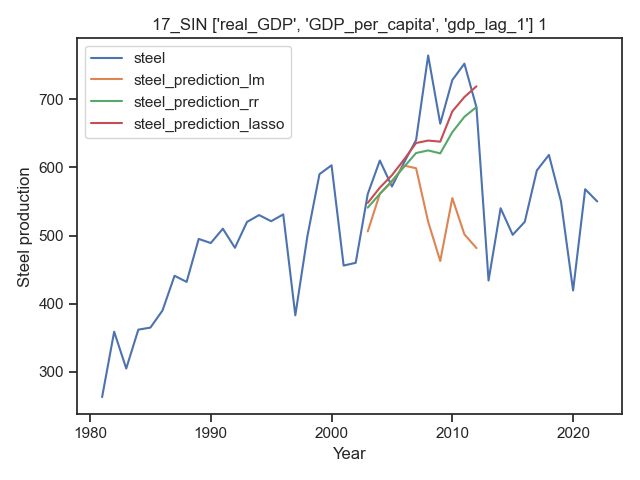 17_SIN ['real_GDP', 'GDP_per_capita', 'gdp_lag_1'] 1
steel
steel_prediction_lm
steel_prediction_rr
steel_prediction_lasso
Steel production
700
600
500
400
300
1980
1990
2000
2010
2020
Year